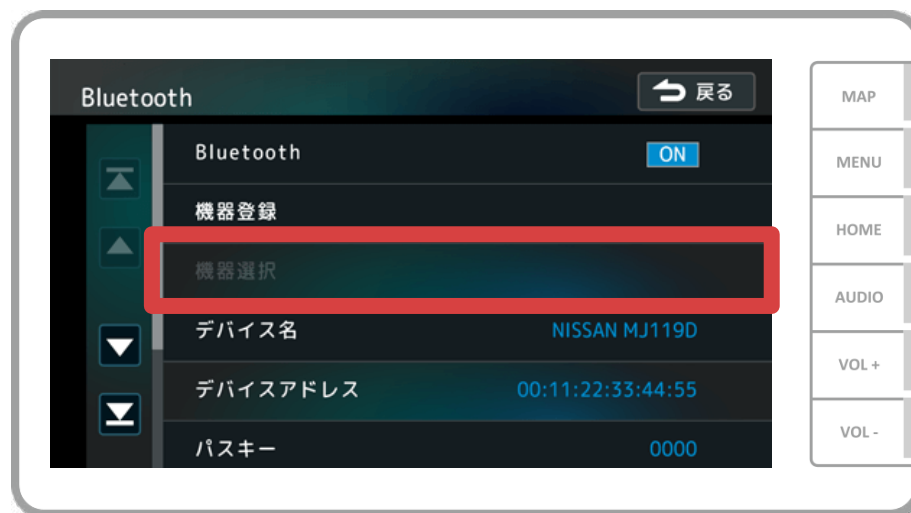 Bluetooth
戻る
Bluetooth ON
機器登録
機器選択
デバイス名 NISSAN MJ119D
デバイスアドレス 00:11:22:33:44:55
パスキー 0000
MAP
MENU
HOME
AUDIO
VOL +
VOL -